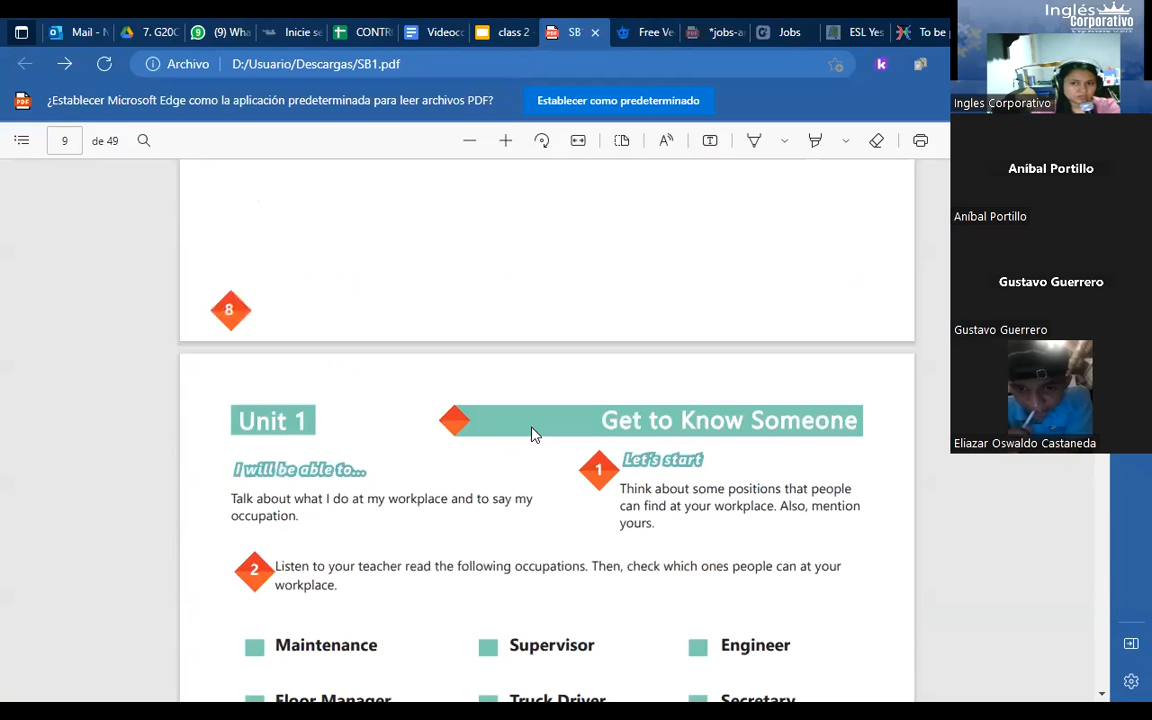 Mail - N
7. G20C
(9) Wha
Inicie se
CONTR
Videoco
class 2
SB
Free Ve
*jobs-a
Jobs
ESL Yes
To be p
Archivo
D:/Usuario/Descargas/SB1.pdf
k
¿Establecer Microsoft Edge como la aplicación predeterminada para leer archivos PDF?
Establecer como predeterminado
9
de 49
8
Unit 1
Get to Know Someone
I will be able to...
Talk about what I do at my workplace and to say my
occupation.
1
Let's start
Think about some positions that people
can find at your workplace. Also, mention
yours.
2
Listen to your teacher read the following occupations. Then, check which ones people can at your
workplace.
Maintenance
Supervisor
Engineer
Floor Manager
Truck Driver
Secretary
Inglés
Corporativo
Ingles Corporativo
Aníbal Portillo
Aníbal Portillo
Gustavo Guerrero
Gustavo Guerrero
Eliazar Oswaldo Castaneda